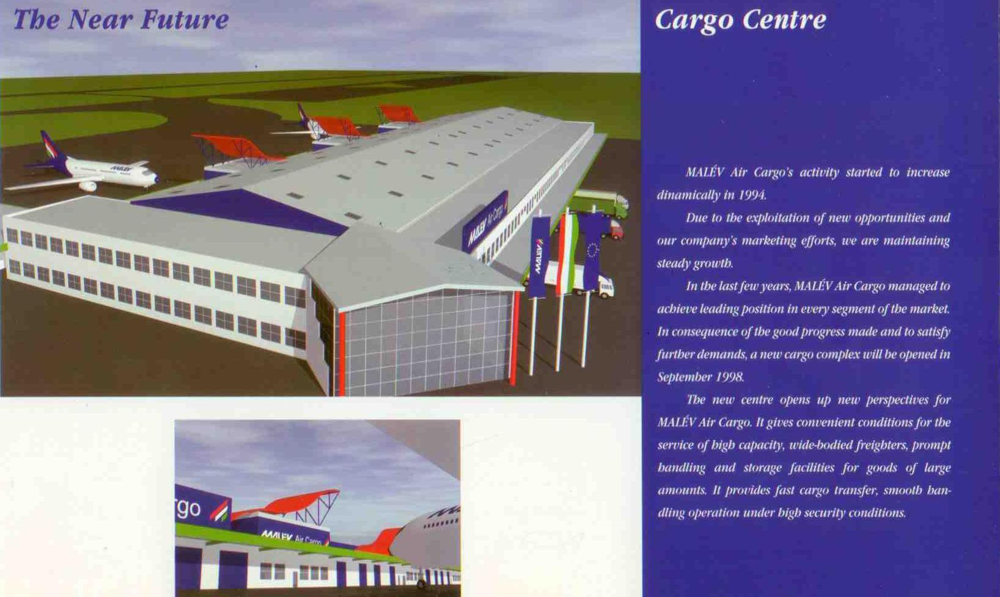 The Near Future
Cargo Centre
MALÉV
MALÉV Air Cargo
MALÉV
MALÉV Air Cargo's activity started to increase
dinamically in 1994.
Due to the exploitation of new opportunities and
our company's marketing efforts, we are maintaining
steady growth.
In the last few years, MALÉV Air Cargo managed to
achieve leading position in every segment of the market.
In consequence of the good progress made and to satisfy
further demands, a new cargo complex will be opened in
September 1998.
The new centre opens up new perspectives for
MALÉV Air Cargo. It gives convenient conditions for the
service of high capacity, wide-bodied freighters, prompt
handling and storage facilities for goods of large
amounts. It provides fast cargo transfer, smooth han-
dling operation under high security conditions.
rgo
MALÉV Air Cargo